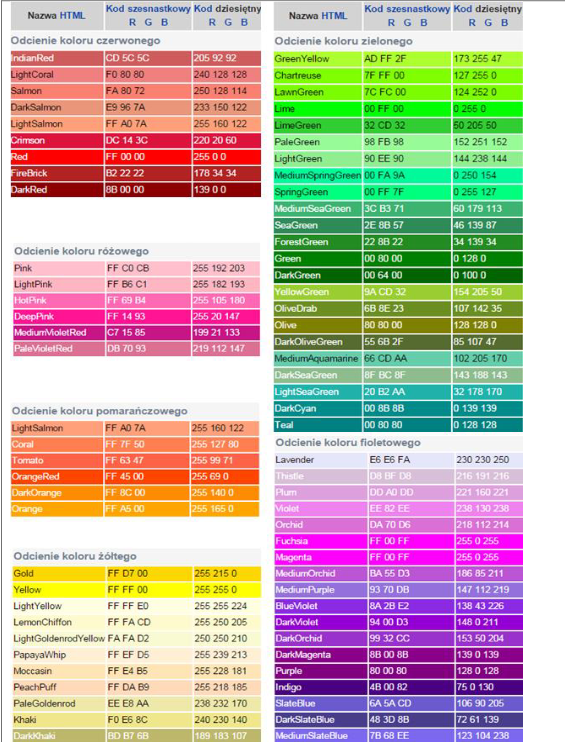 Nazwa HTML Kod szesnastkowy Kod dziesiętny
R G B R G B
Odcienie koloru czerwonego
IndianRed CD 5C 5C 205 92 92
LightCoral F0 80 80 240 128 128
Salmon FA 80 72 250 128 114
DarkSalmon E9 96 7A 233 150 122
LightSalmon FF A0 7A 255 160 122
Crimson DC 14 3C 220 20 60
Red FF 00 00 255 0 0
FireBrick B2 22 22 178 34 34
DarkRed 8B 00 00 139 0 0
Odcienie koloru różowego
Pink FF C0 CB 255 192 203
LightPink FF B6 C1 255 182 193
HotPink FF 69 B4 255 105 180
DeepPink FF 14 93 255 20 147
MediumVioletRed C7 15 85 199 21 133
PaleVioletRed DB 70 93 219 112 147
Odcienie koloru pomarańczowego
LightSalmon FF A0 7A 255 160 122
Coral FF 7F 50 255 127 80
Tomato FF 63 47 255 99 71
OrangeRed FF 45 00 255 69 0
DarkOrange FF 8C 00 255 140 0
Orange FF A5 00 255 165 0
Odcienie koloru żółtego
Gold FF D7 00 255 215 0
Yellow FF FF 00 255 255 0
LightYellow FF FF E0 255 255 224
LemonChiffon FF FA CD 255 250 205
LightGoldenrodYellow FA FA D2 250 250 210
PapayaWhip FF EF D5 255 239 213
Moccasin FF E4 B5 255 228 181
PeachPuff FF DA B9 255 218 185
PaleGoldenrod EE E8 AA 238 232 170
Khaki F0 E6 8C 240 230 140
DarkKhaki BD B7 6B 189 183 107
Nazwa HTML Kod szesnastkowy Kod dziesiętny
R G B R G B
Odcienie koloru zielonego
GreenYellow AD FF 2F 173 255 47
Chartreuse 7F FF 00 127 255 0
LawnGreen 7C FC 00 124 252 0
Lime 00 FF 00 0 255 0
LimeGreen 32 CD 32 50 205 50
PaleGreen 98 FB 98 152 251 152
LightGreen 90 EE 90 144 238 144
MediumSpringGreen 00 FA 9A 0 250 154
SpringGreen 00 FF 7F 0 255 127
MediumSeaGreen 3C B3 71 60 179 113
SeaGreen 2E 8B 57 46 139 87
ForestGreen 22 8B 22 34 139 34
Green 00 80 00 0 128 0
DarkGreen 00 64 00 0 100 0
YellowGreen 9A CD 32 154 205 50
OliveDrab 6B 8E 23 107 142 35
Olive 80 80 00 128 128 0
DarkOliveGreen 55 6B 2F 85 107 47
MediumAquamarine 66 CD AA 102 205 170
DarkSeaGreen 8F BC 8F 143 188 143
LightSeaGreen 20 B2 AA 32 178 170
DarkCyan 00 8B 8B 0 139 139
Teal 00 80 80 0 128 128
Odcienie koloru fioletowego
Lavender E6 E6 FA 230 230 250
Thistle D8 BF D8 216 191 216
Plum DD A0 DD 221 160 221
Violet EE 82 EE 238 130 238
Orchid DA 70 D6 218 112 214
Fuchsia FF 00 FF 255 0 255
Magenta FF 00 FF 255 0 255
MediumOrchid BA 55 D3 186 85 211
MediumPurple 93 70 DB 147 112 219
BlueViolet 8A 2B E2 138 43 226
DarkViolet 94 00 D3 148 0 211
DarkOrchid 99 32 CC 153 50 204
DarkMagenta 8B 00 8B 139 0 139
Purple 80 00 80 128 0 128
Indigo 4B 00 82 75 0 130
SlateBlue 6A 5A CD 106 90 205
DarkSlateBlue 48 3D 8B 72 61 139
MediumSlateBlue 7B 68 EE 123 104 238